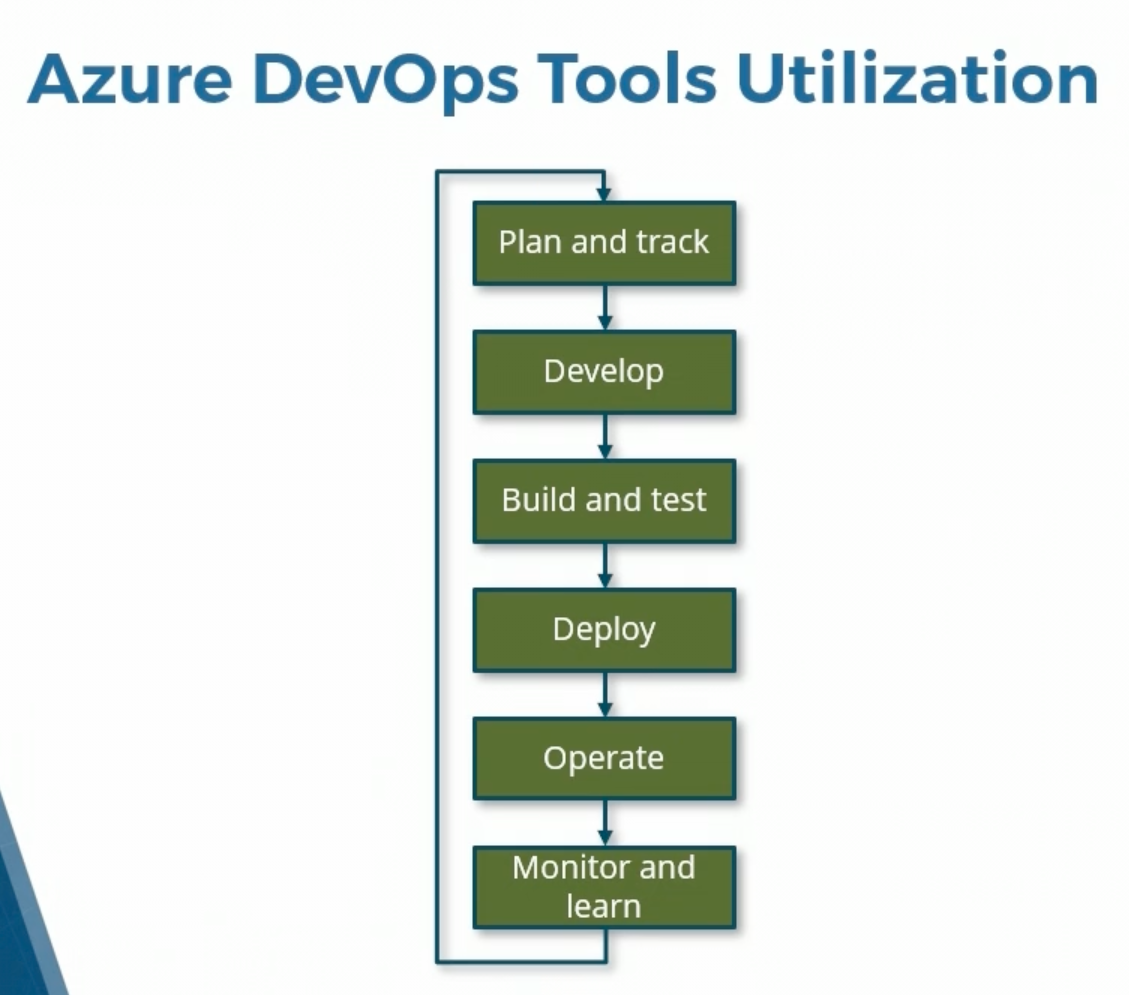 Azure DevOps Tools Utilization
Plan and track
Develop
Build and test
Deploy
Operate
Monitor and
learn